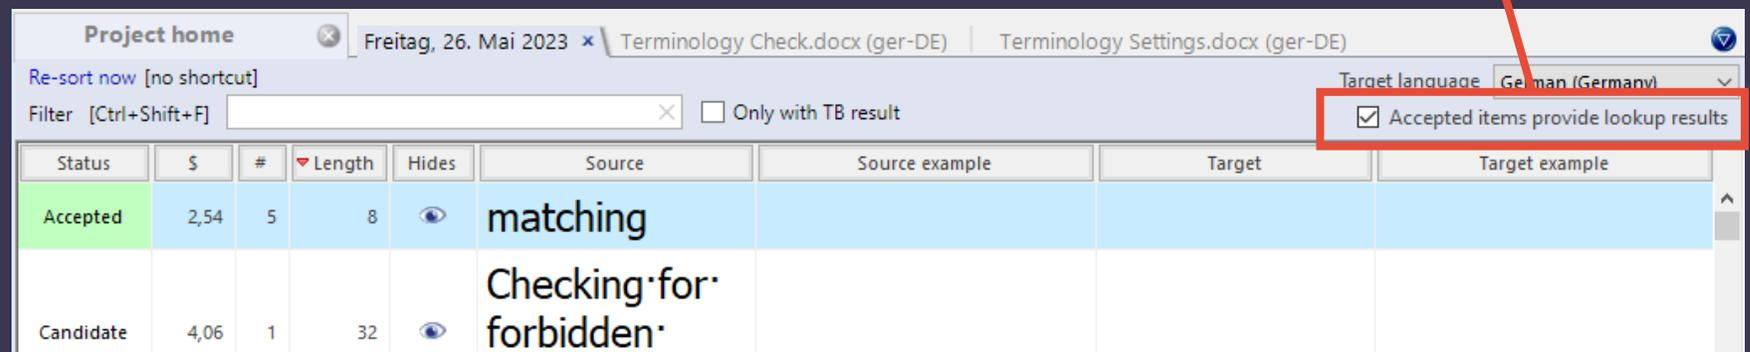 Project home
Freitag, 26. Mai 2023 × Terminology Check.docx (ger-DE) Terminology Settings.docx (ger-DE)
Re-sort now [no shortcut]
Target language German (Germany)
Filter [Ctrl+Shift+F] Only with TB result
Accepted items provide lookup results
Status $ # Length Hides Source Source example Target Target example
Accepted 2,54 5 8 matching
Candidate 4,06 1 32 Checking·for·
forbidden·